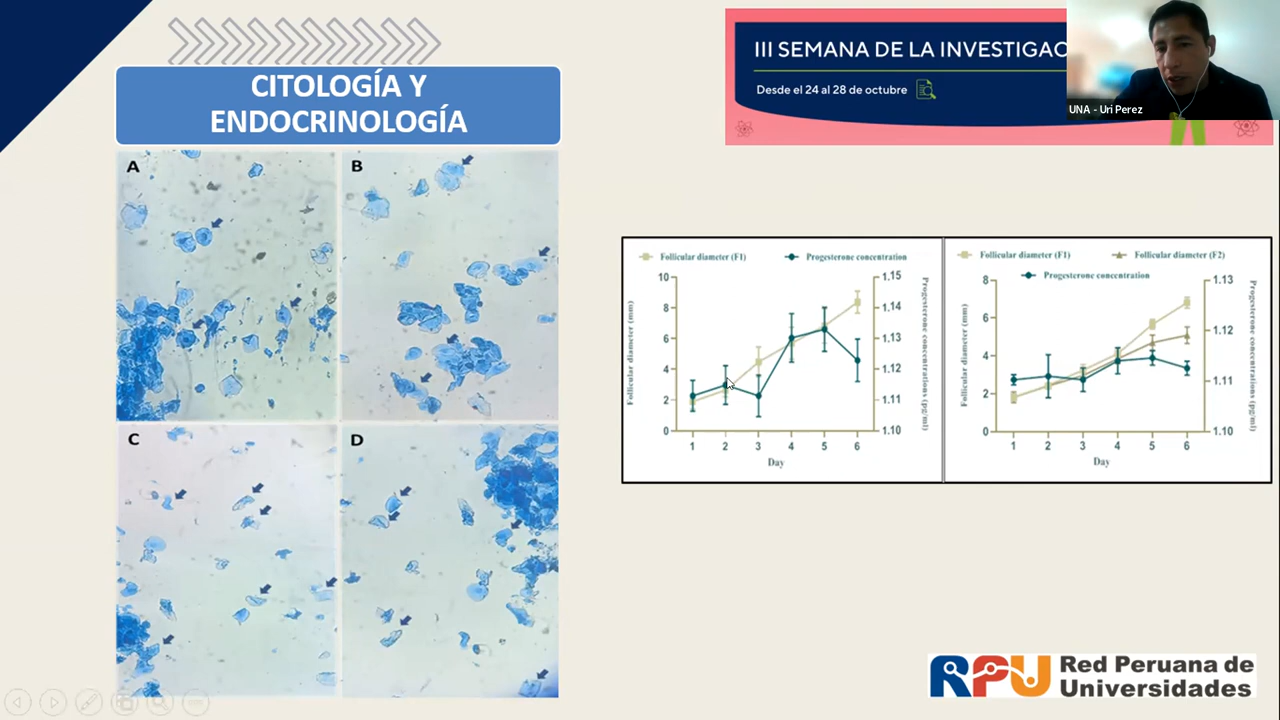 CITOLOGÍA Y
ENDOCRINOLOGÍA
III SEMANA DE LA INVESTIGAC
Desde el 24 al 28 de octubre
UNA - Uri Perez
A
B
C
D
Follicular diameter (F1)
Progesterone concentration
Follicular diameter (mm)
10
8
6
4
2
0
1,15
1,14
1,13
1,12
1,11
1,10
Progesterone concentrations (pg/ml)
1 2 3 4 5 6
Day
Follicular diameter (F1)
Follicular diameter (F2)
Progesterone concentration
Follicular diameter (mm)
8
6
4
2
0
1,13
1,12
1,11
1,10
Progesterone concentrations (pg/ml)
1 2 3 4 5 6
Day
RPU
Red Peruana de
Universidades